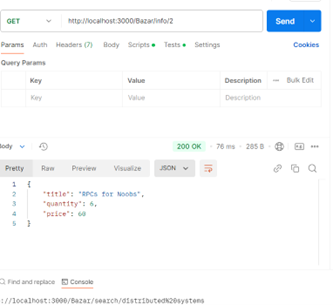 GET http://localhost:3000/Bazar/info/2 Send
Params Auth Headers (7) Body Scripts Tests Settings Cookies
Query Params
Key Value Description Bulk Edit
Key Value Description
ody 200 OK 76 ms 285 B
Pretty Raw Preview Visualize JSON
1 {
2 "title": "RPCs for Noobs",
3 "quantity": 6,
4 "price": 60
5 }
Find and replace Console
://localhost:3000/Bazar/search/distributed%20systems